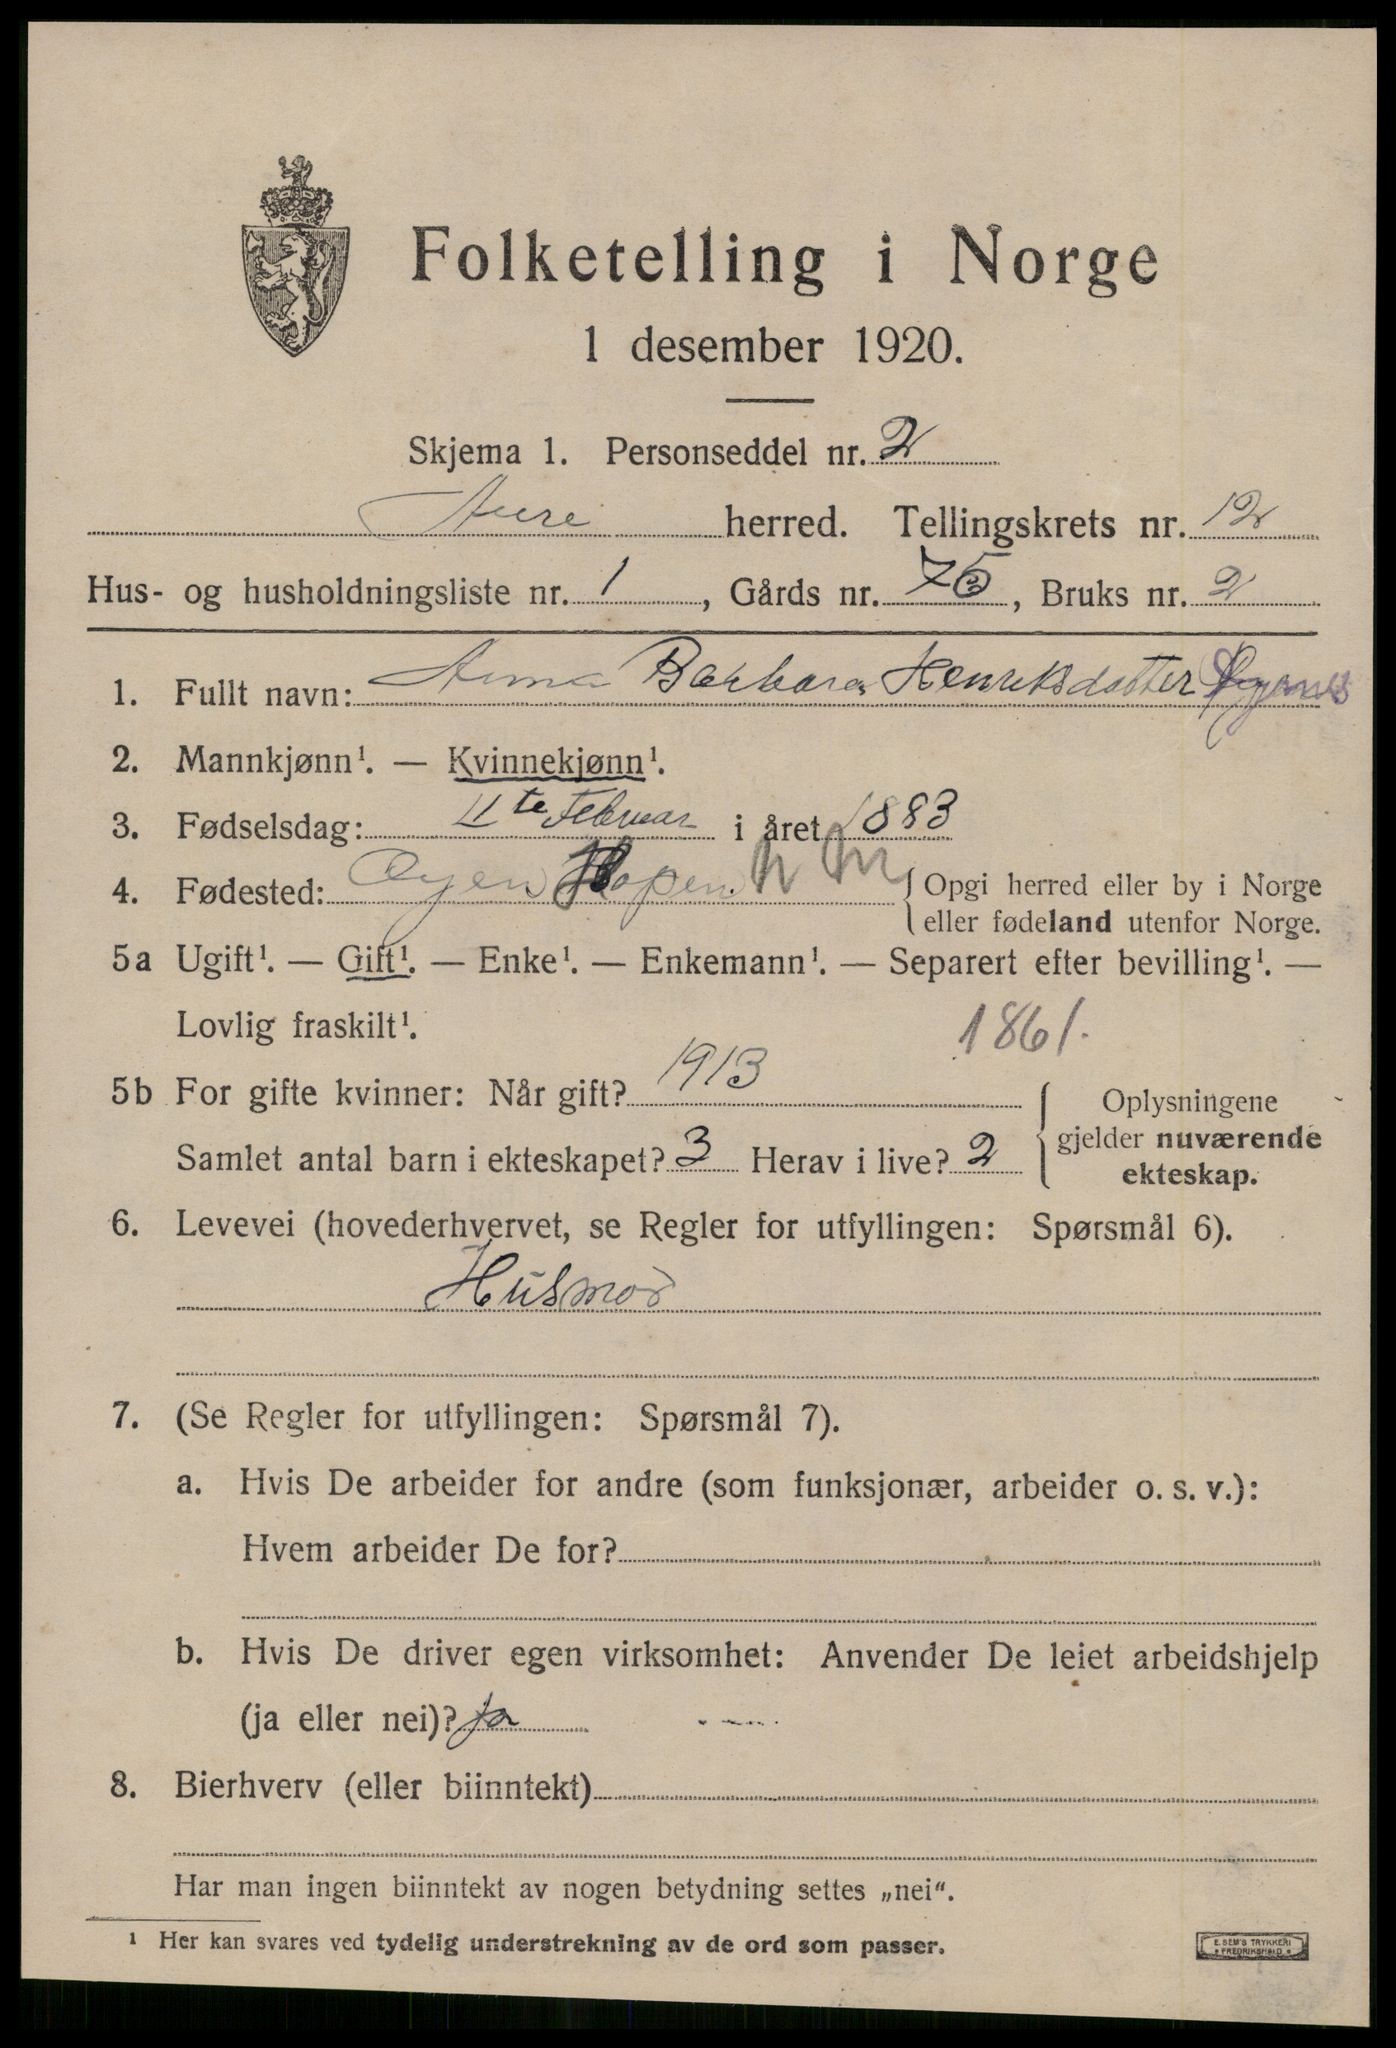 Folketelling i Norge
1 desember 1920.
Skjema 1. Personseddel nr. 2
Aure herred. Tellingskrets nr. 12
Hus- og husholdningsliste nr. 1, Gårds nr. 75, Bruks nr. 2
1. Fullt navn: Anna Barbara Henriksdatter
2. Mannkjønn¹. — Kvinnekjønn¹.
3. Fødselsdag: 11te Februar i året 1883
4. Fødested: Øyen Hopen { Opgi herred eller by i Norge
eller fødeland utenfor Norge.
5a Ugift¹. — Gift¹. — Enke¹. — Enkemann¹. — Separert efter bevilling¹. —
Lovlig fraskilt¹. 1861.
5b For gifte kvinner: Når gift? 1913 { Oplysningene
gjelder nuværende
ekteskap.
Samlet antal barn i ekteskapet? 3 Herav i live? 2
6. Levevei (hovederhvervet, se Regler for utfyllingen: Spørsmål 6).
Husmor
7. (Se Regler for utfyllingen: Spørsmål 7).
a. Hvis De arbeider for andre (som funksjonær, arbeider o. s. v.):
Hvem arbeider De for?
b. Hvis De driver egen virksomhet: Anvender De leiet arbeidshjelp
(ja eller nei)? ja
8. Bierhverv (eller biinntekt)
Har man ingen biinntekt av nogen betydning settes „nei“.
¹ Her kan svares ved tydelig understrekning av de ord som passer.
E. SEM'S TRYKKERI
FREDRIKSHALD